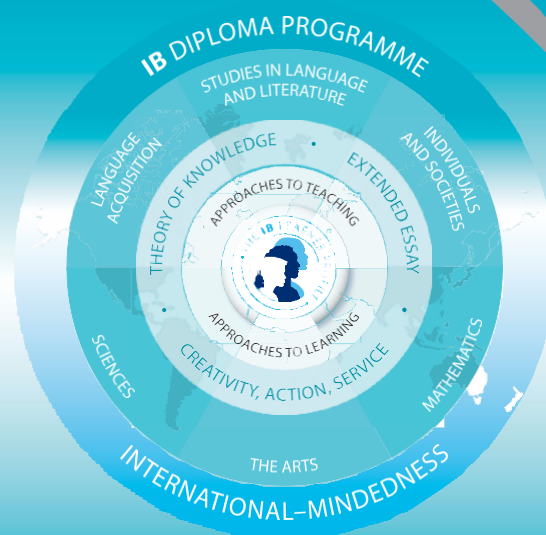 IB DIPLOMA PROGRAMME
STUDIES IN LANGUAGE
AND LITERATURE
LANGUAGE
ACQUISITION
INDIVIDUALS
AND SOCIETIES
THEORY OF KNOWLEDGE
EXTENDED ESSAY
APPROACHES TO TEACHING
APPROACHES TO LEARNING
CREATIVITY, ACTION, SERVICE
SCIENCES
MATHEMATICS
THE ARTS
INTERNATIONAL–MINDEDNESS